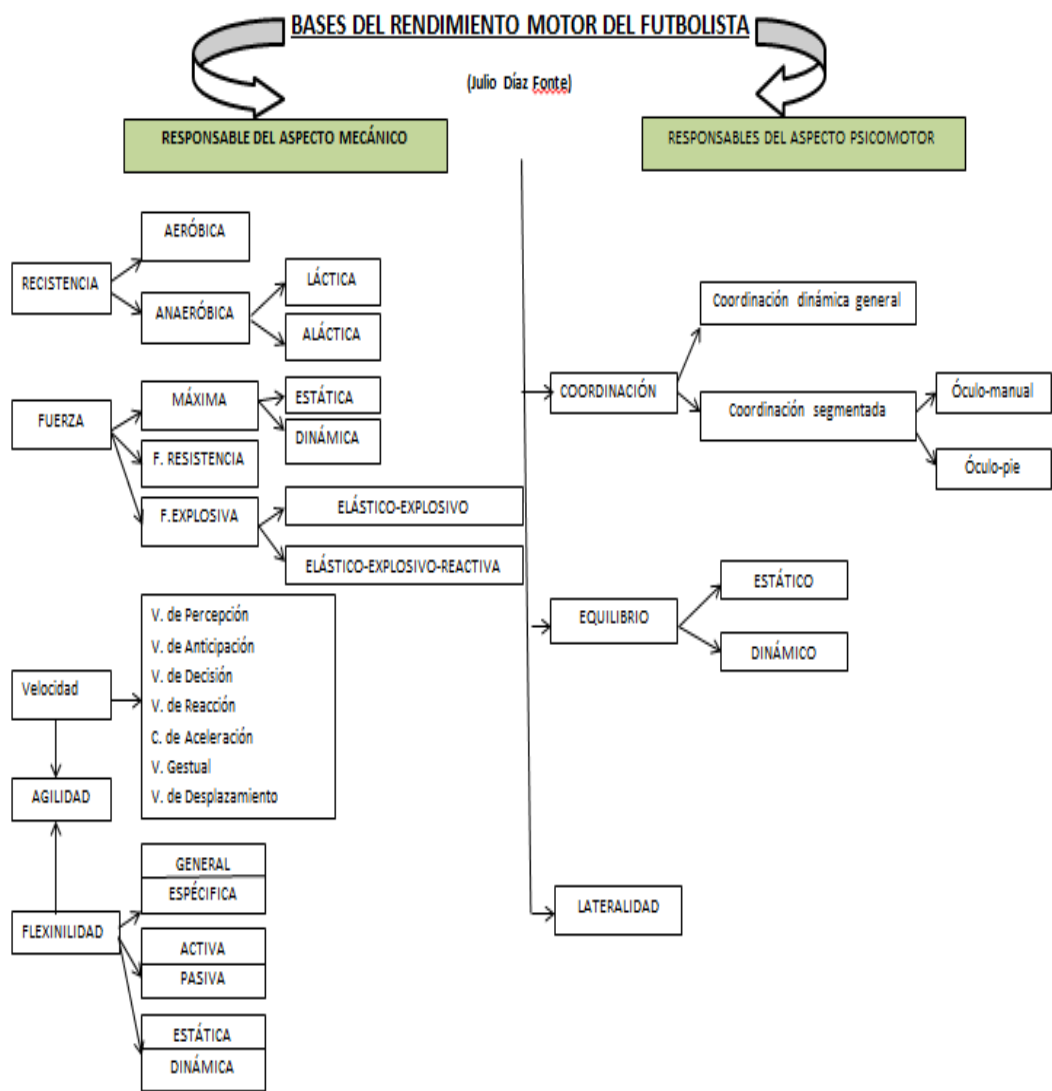 BASES DEL RENDIMIENTO MOTOR DEL FUTBOLISTA
(Julio Díaz Fonte)
RESPONSABLE DEL ASPECTO MECÁNICO
RECISTENCIA
AERÓBICA
ANAERÓBICA
LÁCTICA
ALÁCTICA
FUERZA
MÁXIMA
ESTÁTICA
DINÁMICA
F. RESISTENCIA
F.EXPLOSIVA
ELÁSTICO-EXPLOSIVO
ELÁSTICO-EXPLOSIVO-REACTIVA
Velocidad
V. de Percepción
V. de Anticipación
V. de Decisión
V. de Reacción
C. de Aceleración
V. Gestual
V. de Desplazamiento
AGILIDAD
FLEXINILIDAD
GENERAL
ESPÉCIFICA
ACTIVA
PASIVA
ESTÁTICA
DINÁMICA
RESPONSABLES DEL ASPECTO PSICOMOTOR
COORDINACIÓN
Coordinación dinámica general
Coordinación segmentada
Óculo-manual
Óculo-pie
EQUILIBRIO
ESTÁTICO
DINÁMICO
LATERALIDAD